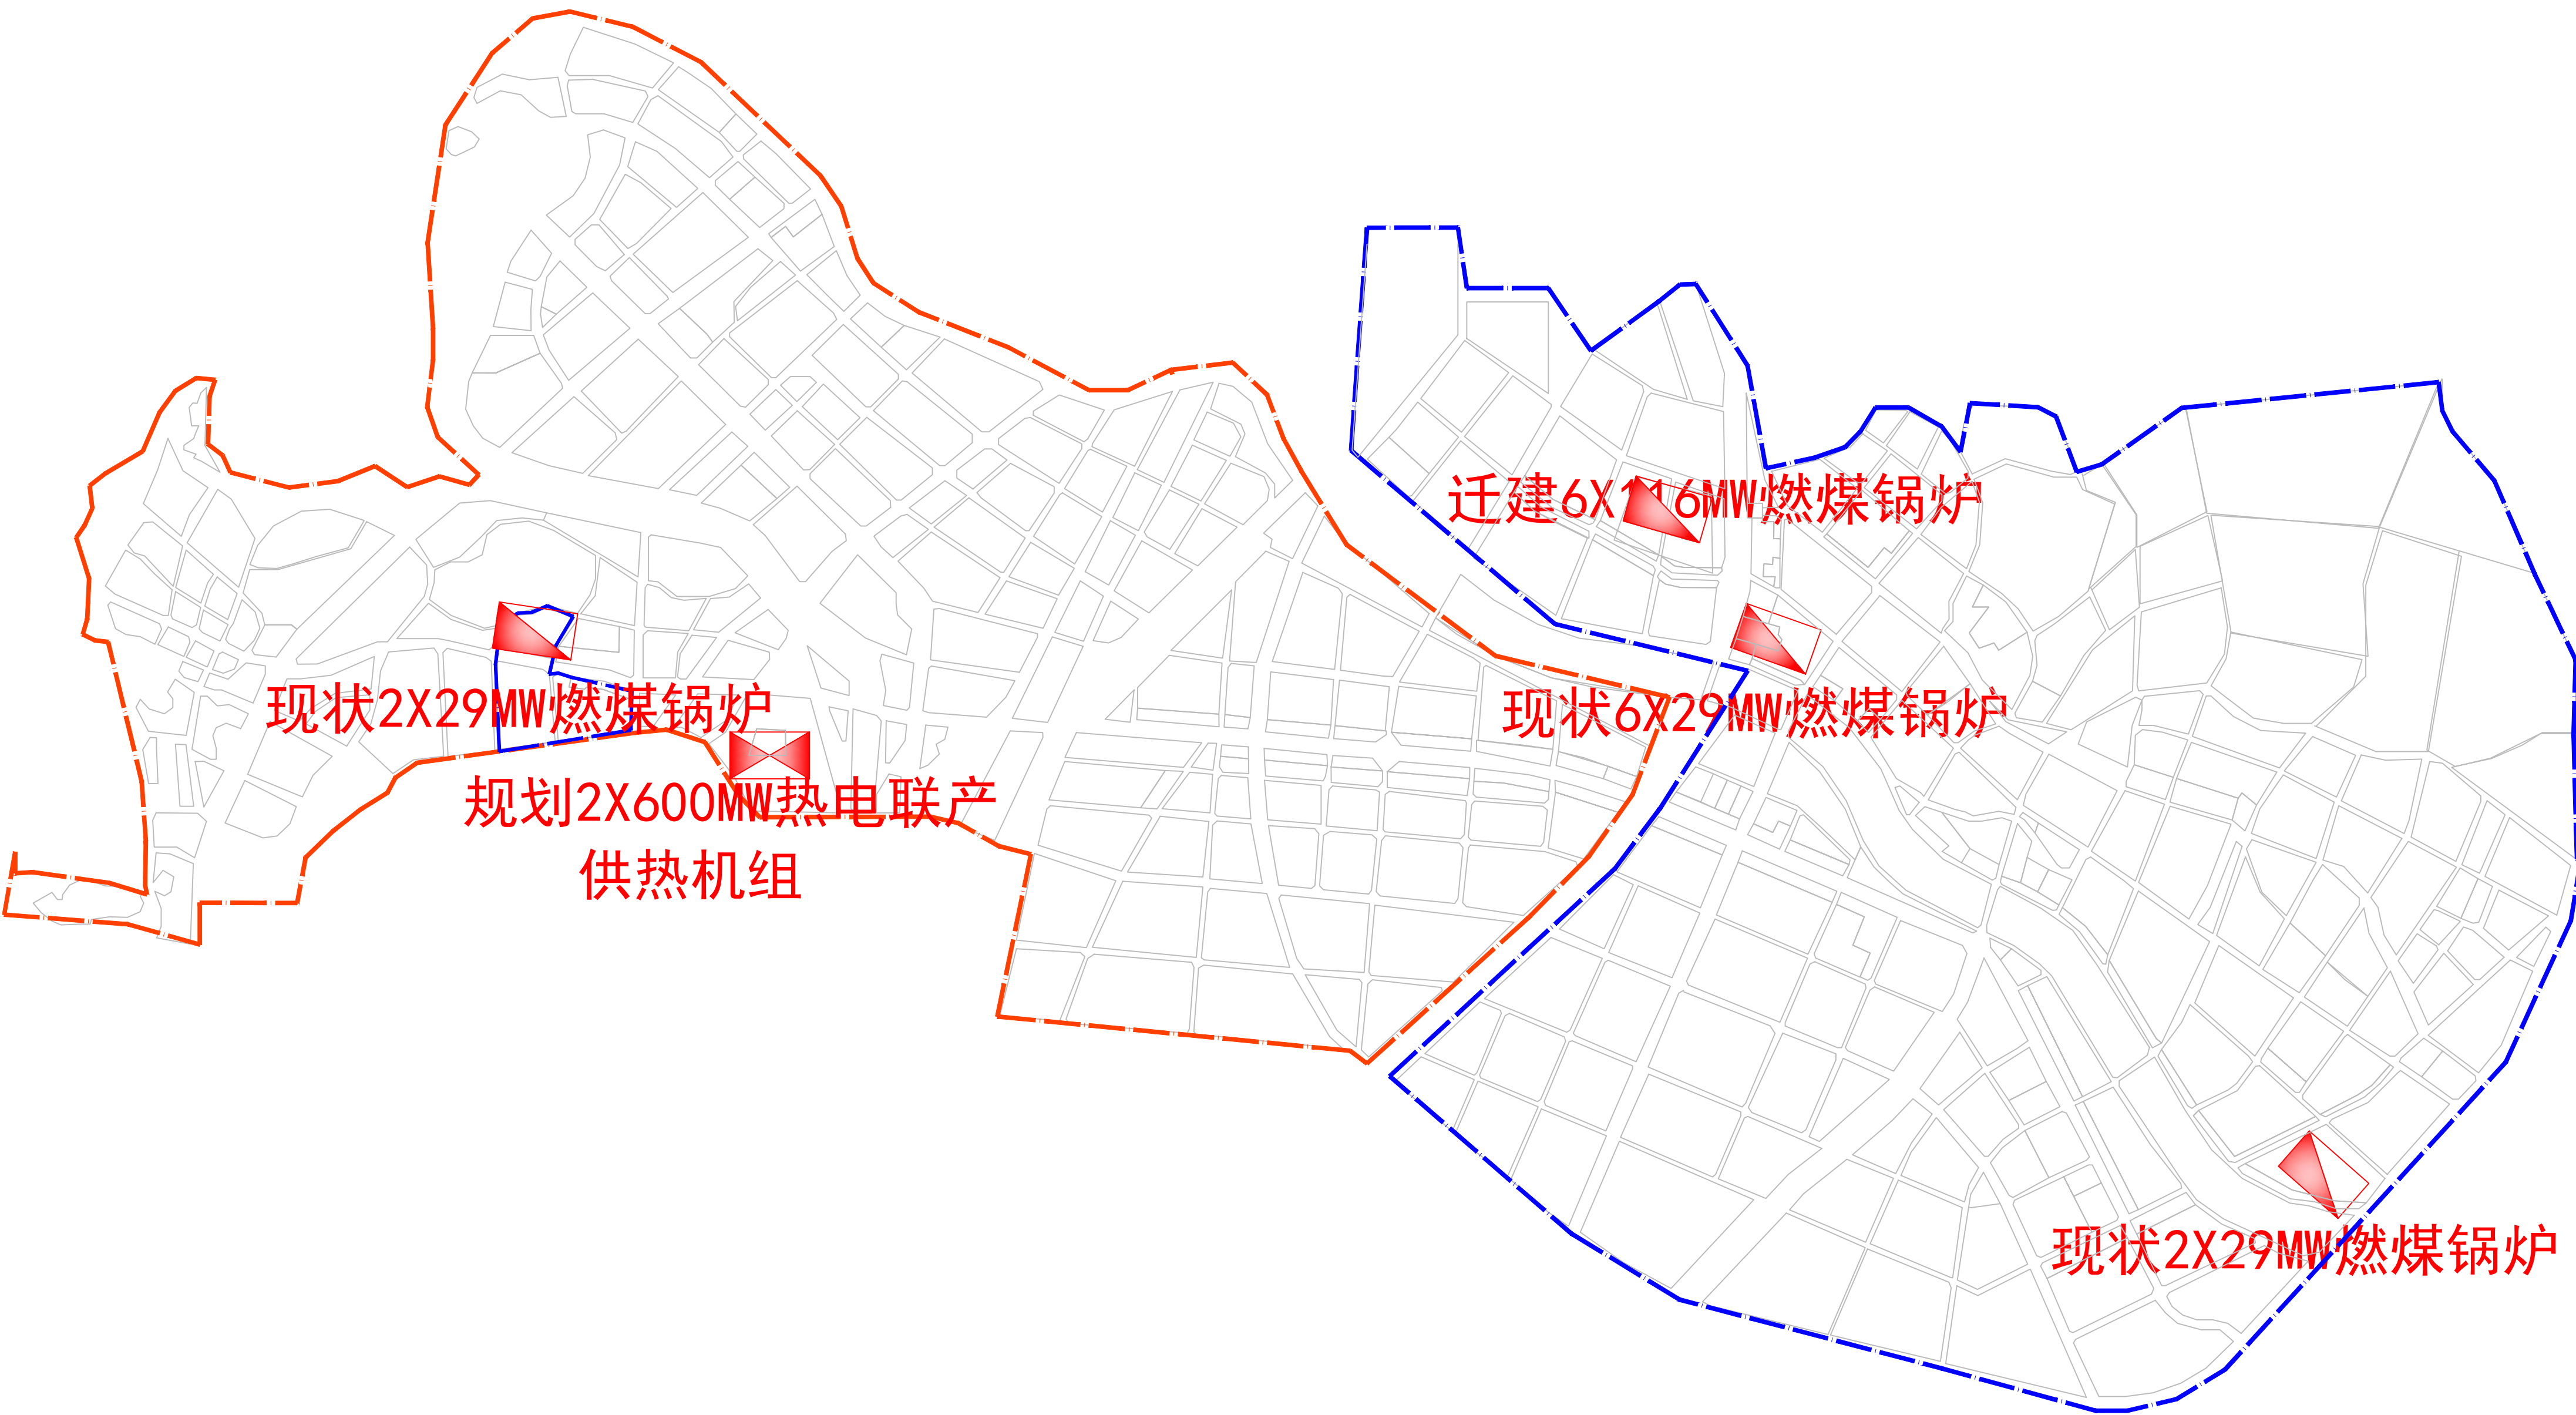 迁建6X116MW燃煤锅炉
现状2X29MW燃煤锅炉
现状6X29MW燃煤锅炉
规划2X600MW热电联产
供热机组
现状2X29MW燃煤锅炉